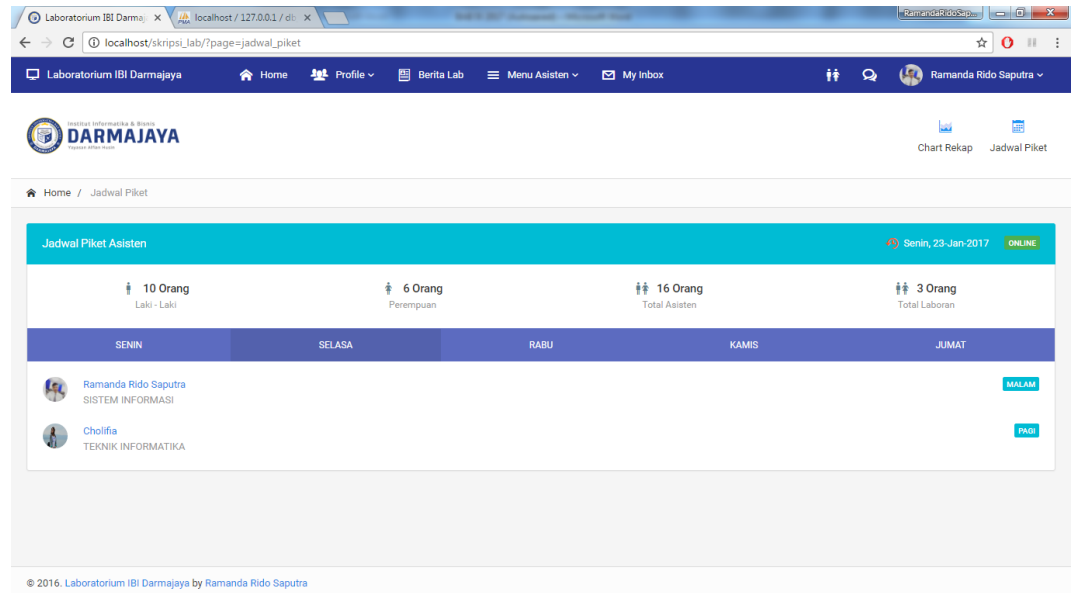 Laboratorium IBI Darmaj
localhost / 127.0.0.1 / db
RamandaRidoSap...
localhost/skripsi_lab/?page=jadwal_piket
Laboratorium IBI Darmajaya Home Profile Berita Lab Menu Asisten My Inbox Ramanda Rido Saputra
Institut Informatika & Bisnis
DARMAJAYA
Yayasan Alfian Husin
Chart Rekap Jadwal Piket
Home / Jadwal Piket
Jadwal Piket Asisten Senin, 23-Jan-2017 ONLINE
10 Orang 6 Orang 16 Orang 3 Orang
Laki - Laki Perempuan Total Asisten Total Laboran
SENIN SELASA RABU KAMIS JUMAT
Ramanda Rido Saputra MALAM
SISTEM INFORMASI
Cholifia PAGI
TEKNIK INFORMATIKA
© 2016. Laboratorium IBI Darmajaya by Ramanda Rido Saputra